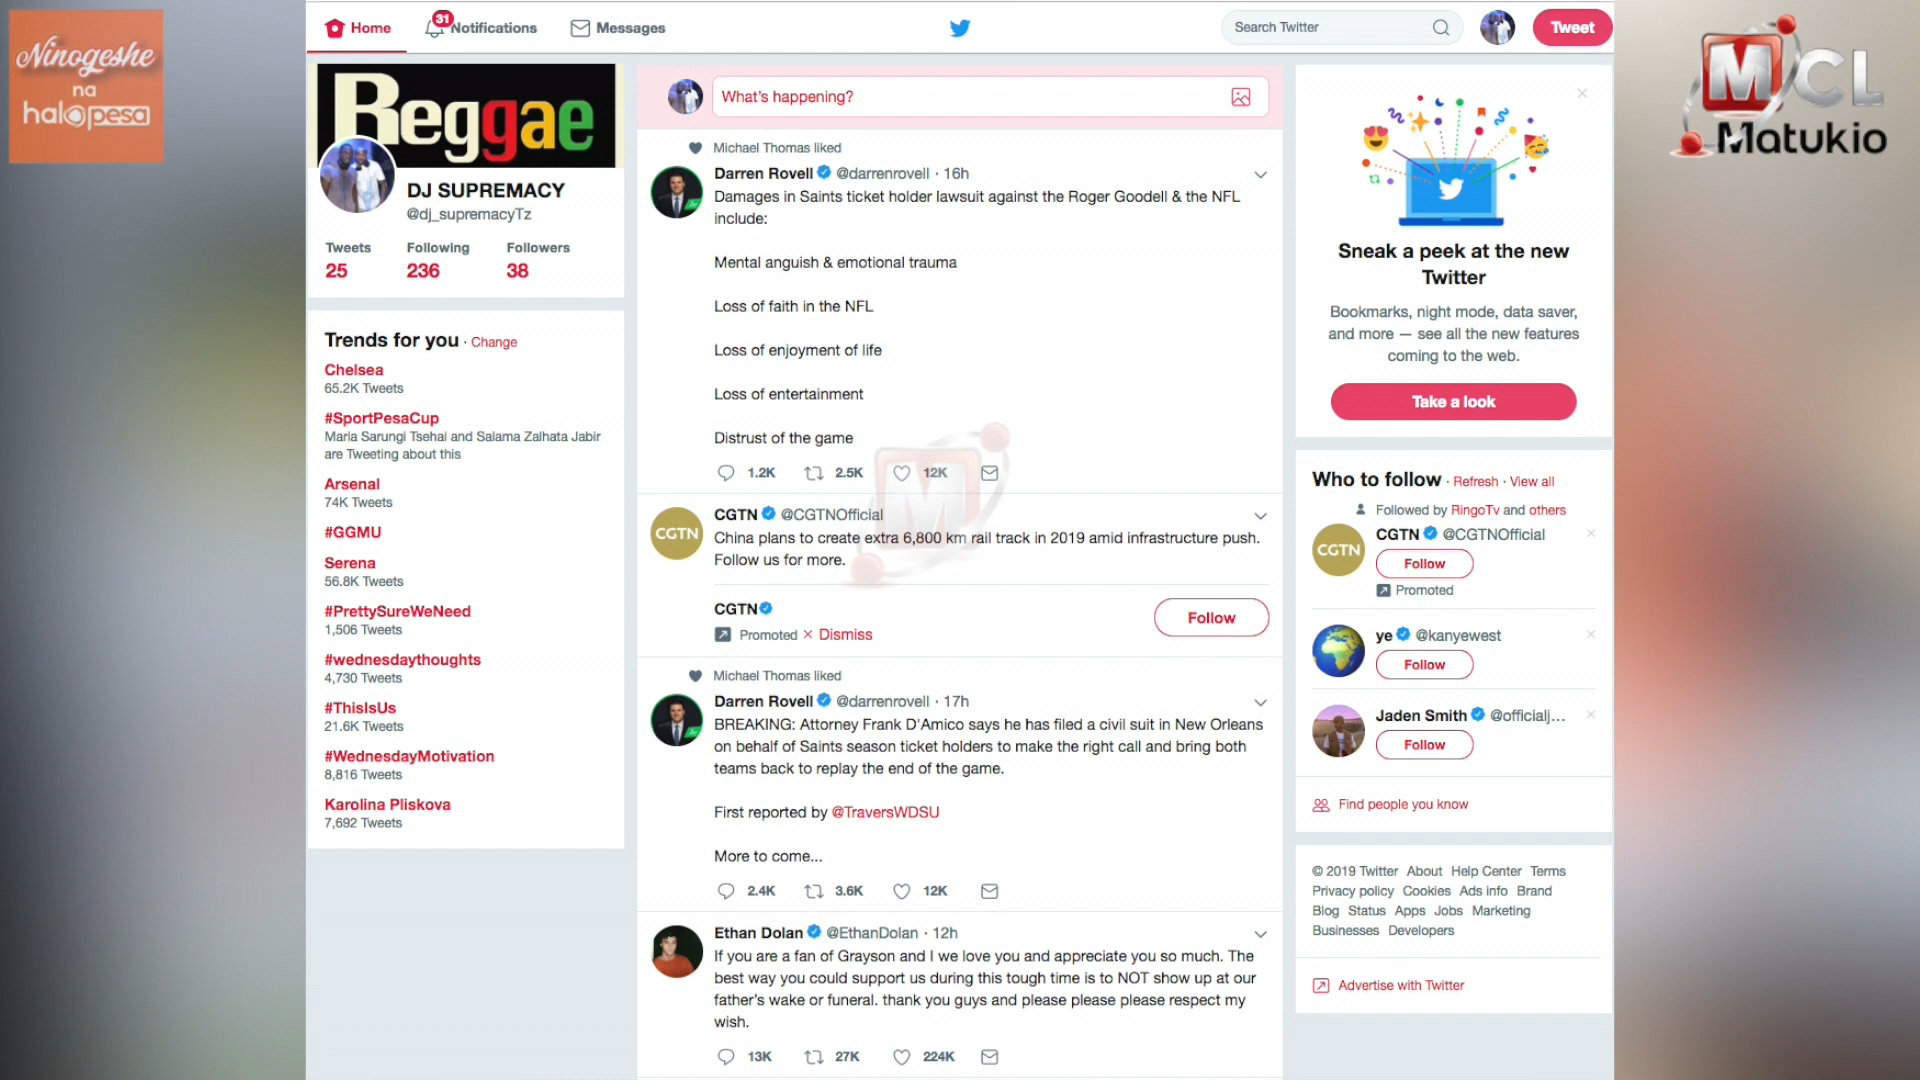 Ninogeshe
na
halopesa
Home
31
Notifications
Messages
Search Twitter
Tweet
MCL
Matukio
Reggae
DJ SUPREMACY
@dj_supremacyTz
Tweets Following Followers
25 236 38
Trends for you · Change
Chelsea
65.2K Tweets
#SportPesaCup
Maria Sarungi Tsehai and Salama Zalhata Jabir
are Tweeting about this
Arsenal
74K Tweets
#GGMU
Serena
56.8K Tweets
#PrettySureWeNeed
1,506 Tweets
#wednesdaythoughts
4,730 Tweets
#ThisIsUs
21.6K Tweets
#WednesdayMotivation
8,816 Tweets
Karolina Pliskova
7,692 Tweets
What's happening?
Michael Thomas liked
Darren Rovell @darrenrovell · 16h
Damages in Saints ticket holder lawsuit against the Roger Goodell & the NFL
include:
Mental anguish & emotional trauma
Loss of faith in the NFL
Loss of enjoyment of life
Loss of entertainment
Distrust of the game
1.2K 2.5K 12K
M
CGTN
CGTN @CGTNOfficial
China plans to create extra 6,800 km rail track in 2019 amid infrastructure push.
Follow us for more.
CGTN
Promoted × Dismiss
Follow
Michael Thomas liked
Darren Rovell @darrenrovell · 17h
BREAKING: Attorney Frank D'Amico says he has filed a civil suit in New Orleans
on behalf of Saints season ticket holders to make the right call and bring both
teams back to replay the end of the game.
First reported by @TraversWDSU
More to come...
2.4K 3.6K 12K
Ethan Dolan @EthanDolan · 12h
If you are a fan of Grayson and I we love you and appreciate you so much. The
best way you could support us during this tough time is to NOT show up at our
father's wake or funeral. thank you guys and please please please respect my
wish.
13K 27K 224K
Sneak a peek at the new
Twitter
Bookmarks, night mode, data saver,
and more — see all the new features
coming to the web.
Take a look
Who to follow · Refresh · View all
Followed by RingoTv and others
CGTN
CGTN @CGTNOfficial
Follow
Promoted
ye @kanyewest
Follow
Jaden Smith @officialj...
Follow
Find people you know
© 2019 Twitter About Help Center Terms
Privacy policy Cookies Ads info Brand
Blog Status Apps Jobs Marketing
Businesses Developers
Advertise with Twitter